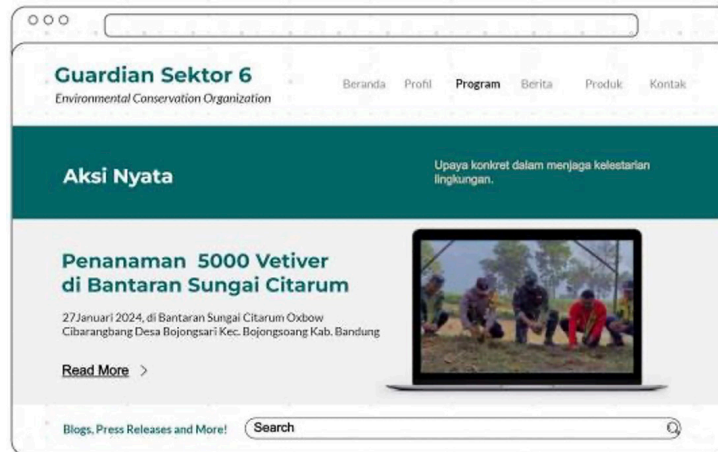 Guardian Sektor 6
Environmental Conservation Organization
Beranda Profil Program Berita Produk Kontak
Aksi Nyata
Upaya konkret dalam menjaga kelestarian
lingkungan.
Penanaman 5000 Vetiver
di Bantaran Sungai Citarum
27Januari 2024, di Bantaran Sungai Citarum Oxbow
Cibarangbang Desa Bojongsari Kec. Bojongsoang Kab. Bandung
Read More >
Blogs, Press Releases and More!
Search